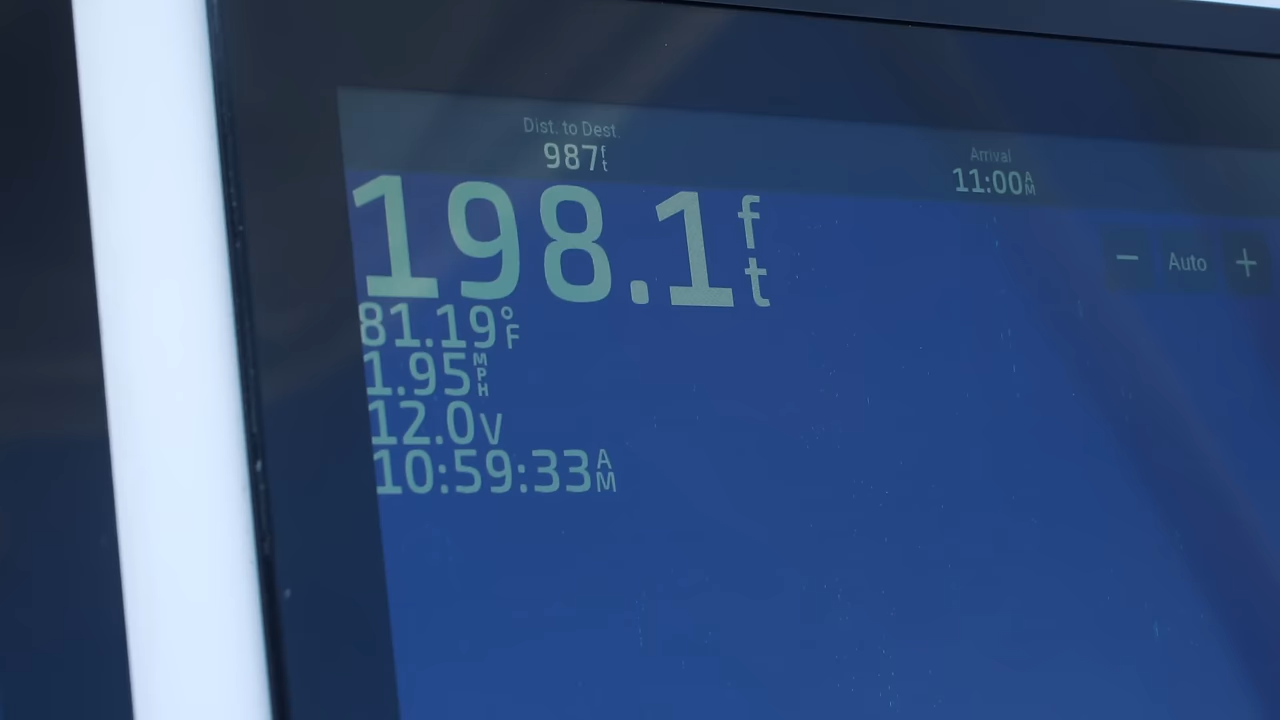 Dist. to Dest.
987ft
Arrival
11:00AM
198.1ft
− Auto +
81.19°F
1.95MPH
12.0V
10:59:33AM